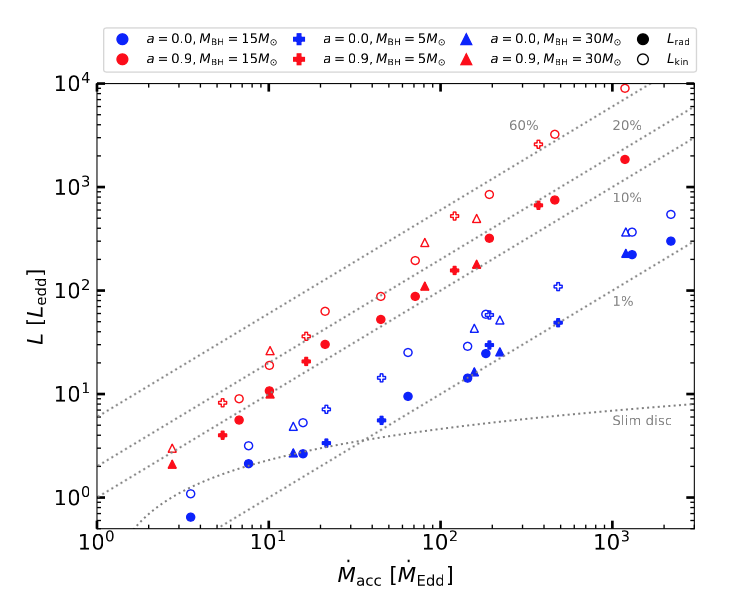 a = 0.0, M_BH = 15M_⊙ a = 0.0, M_BH = 5M_⊙ a = 0.0, M_BH = 30M_⊙ L_rad
a = 0.9, M_BH = 15M_⊙ a = 0.9, M_BH = 5M_⊙ a = 0.9, M_BH = 30M_⊙ L_kin
10^4
10^3
10^2
10^1
10^0
L [L_edd]
60%
20%
10%
1%
Slim disc
10^0 10^1 10^2 10^3
Ṁ_acc [Ṁ_Edd]